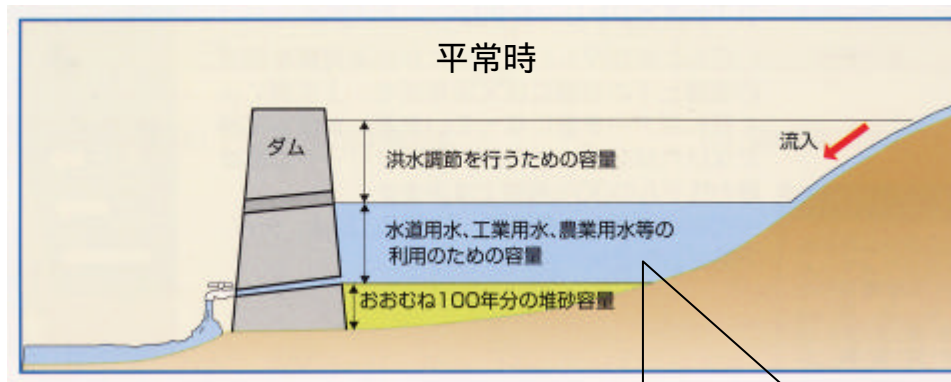 平常時
ダム
流入
洪水調節を行うための容量
水道用水、工業用水、農業用水等の
利用のための容量
おおむね100年分の堆砂容量